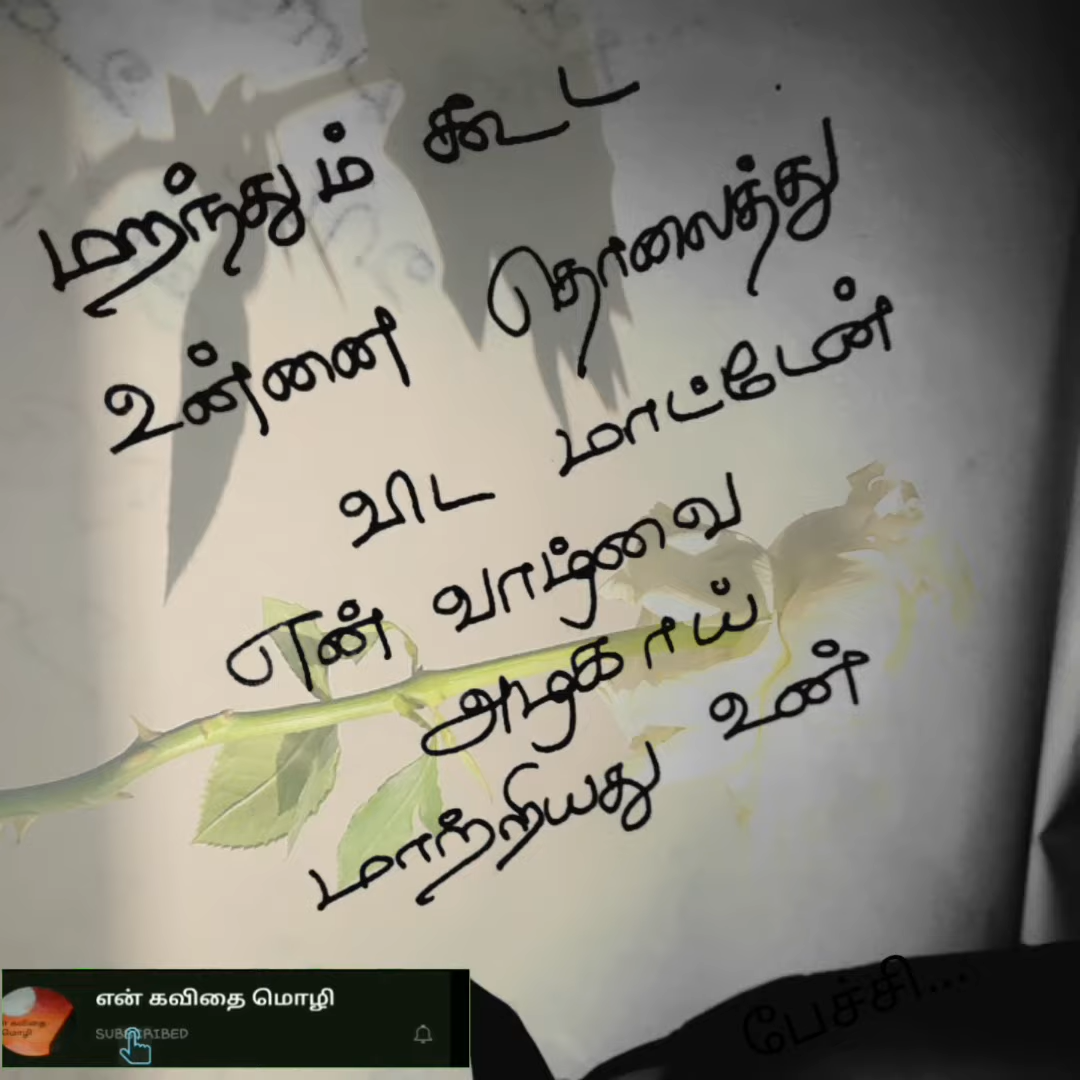 மறந்தும் கூட
உன்னை தொலைத்து
விட மாட்டேன்
என் வாழ்வை
அழகாய்
மாற்றியது உன்
பேச்சி...
என் கவிதை மொழி
SUBSCRIBED